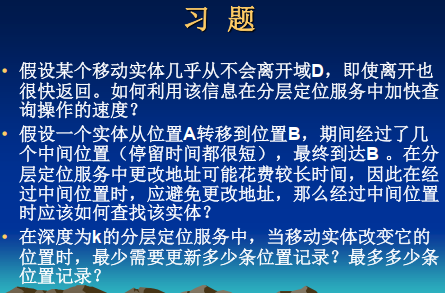 习 题
• 假设某个移动实体几乎从不会离开域D，即使离开也
很快返回。如何利用该信息在分层定位服务中加快查
询操作的速度？
• 假设一个实体从位置A转移到位置B，期间经过了几
个中间位置（停留时间都很短），最终到达B 。在分
层定位服务中更改地址可能花费较长时间，因此在经
过中间位置时，应避免更改地址，那么经过中间位置
时应该如何查找该实体？
• 在深度为k的分层定位服务中，当移动实体改变它的
位置时，最少需要更新多少条位置记录？最多多少条
位置记录？